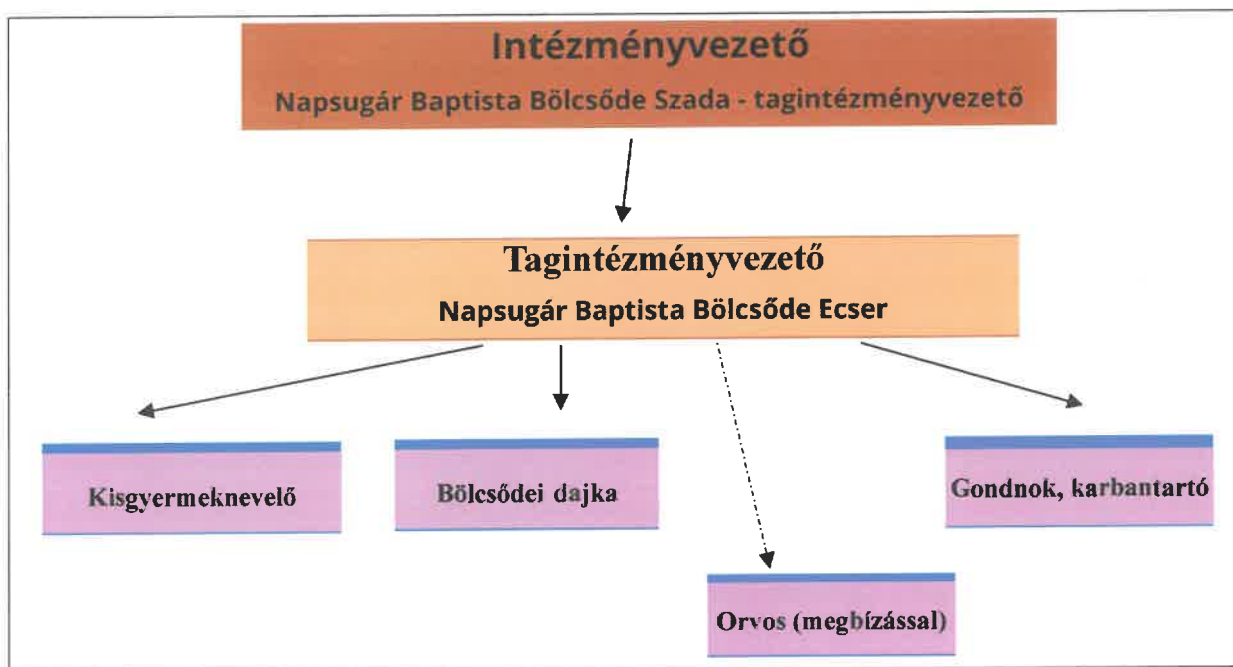 Intézményvezető
Napsugár Baptista Bölcsőde Szada - tagintézményvezető
Tagintézményvezető
Napsugár Baptista Bölcsőde Ecser
Kisgyermeknevelő
Bölcsődei dajka
Gondnok, karbantartó
Orvos (megbízással)